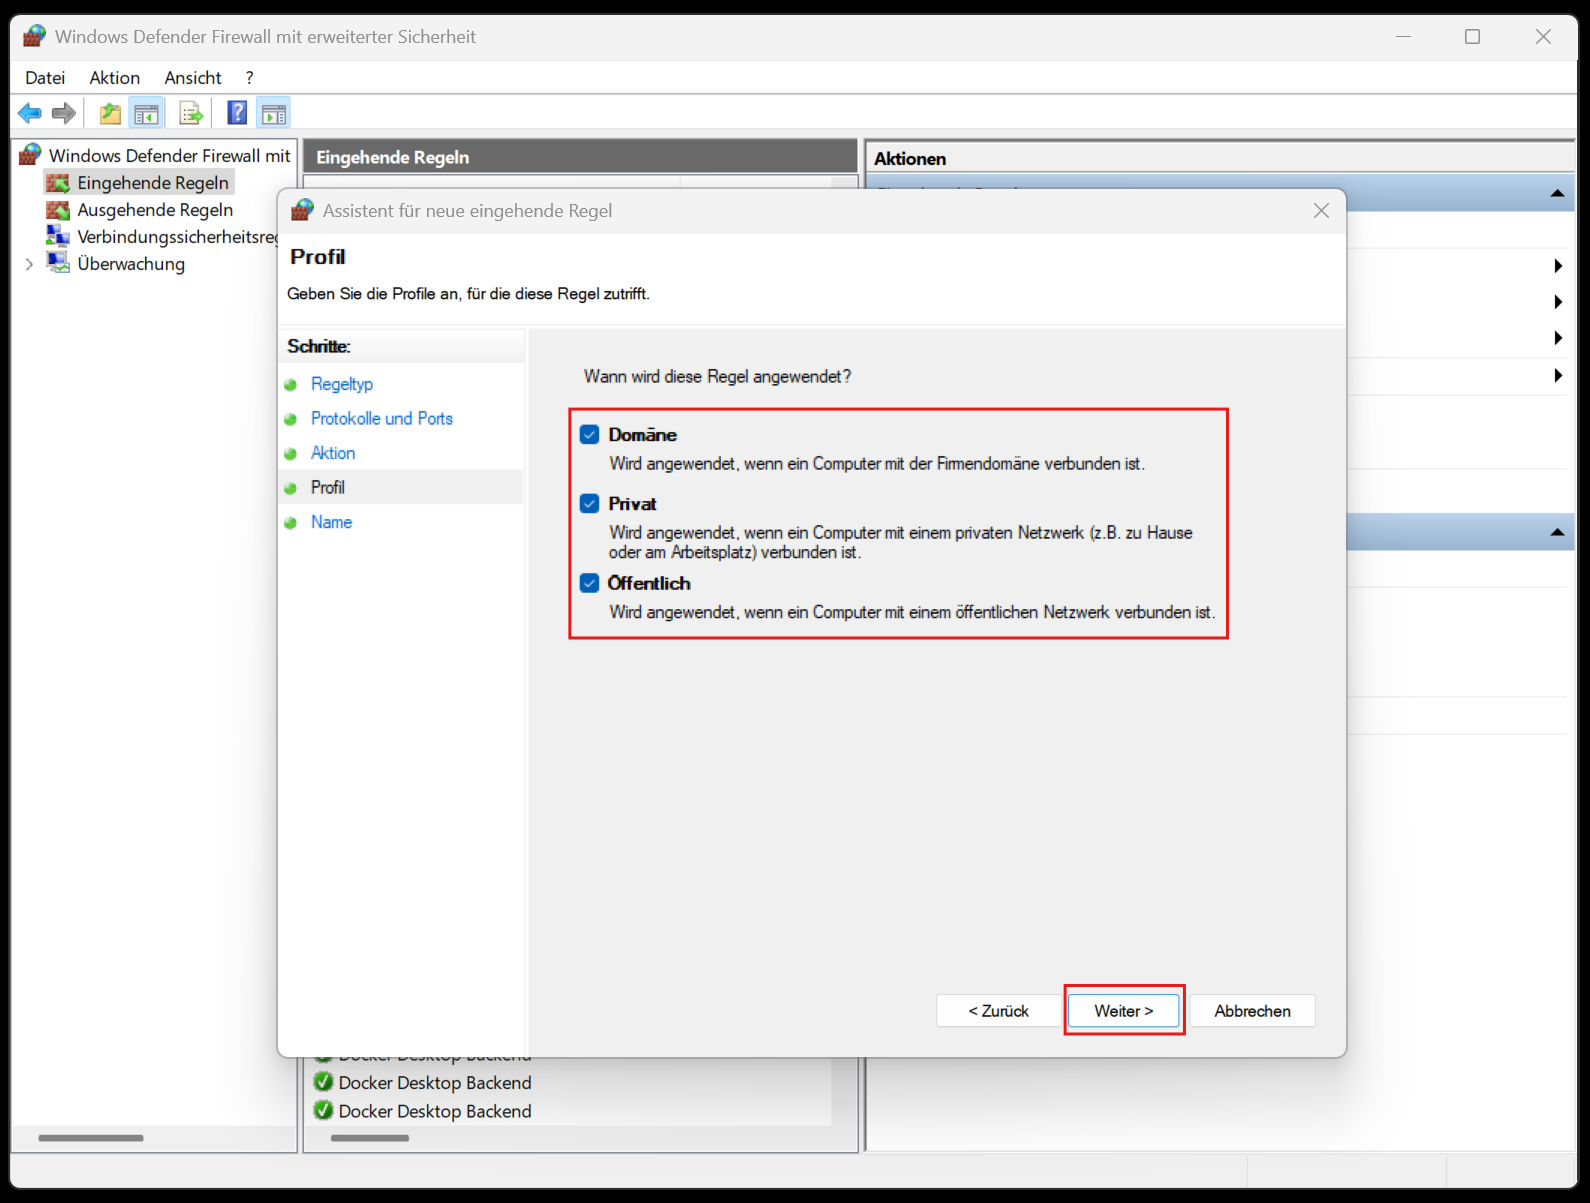 Windows Defender Firewall mit erweiterter Sicherheit
Datei Aktion Ansicht ?
Windows Defender Firewall mit
Eingehende Regeln
Ausgehende Regeln
Verbindungssicherheitsreg
Überwachung
Eingehende Regeln
Aktionen
Assistent für neue eingehende Regel
Profil
Geben Sie die Profile an, für die diese Regel zutrifft.
Schritte:
Regeltyp
Protokolle und Ports
Aktion
Profil
Name
Wann wird diese Regel angewendet?
Domäne
Wird angewendet, wenn ein Computer mit der Firmendomäne verbunden ist.
Privat
Wird angewendet, wenn ein Computer mit einem privaten Netzwerk (z.B. zu Hause
oder am Arbeitsplatz) verbunden ist.
Öffentlich
Wird angewendet, wenn ein Computer mit einem öffentlichen Netzwerk verbunden ist.
< Zurück Weiter > Abbrechen
Docker Desktop Backend
Docker Desktop Backend
Docker Desktop Backend